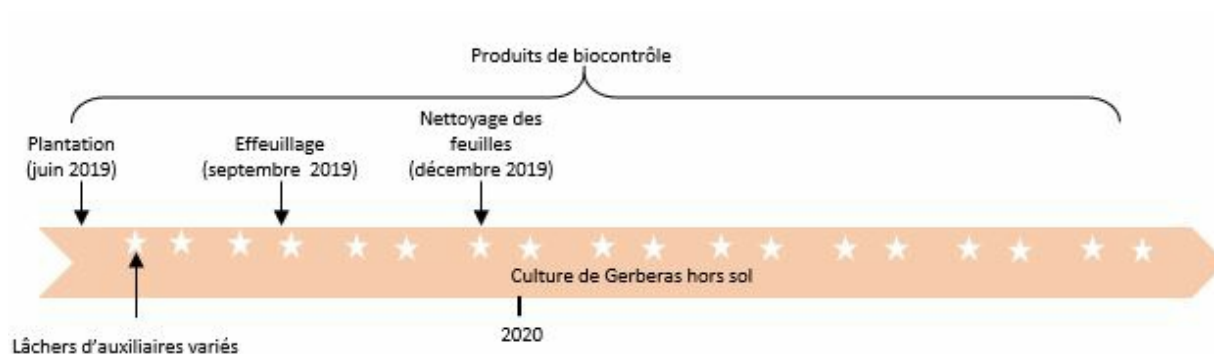 Produits de biocontrôle
Plantation
(juin 2019)
Effeuillage
(septembre 2019)
Nettoyage des
feuilles
(décembre 2019)
Culture de Gerberas hors sol
2020
Lâchers d'auxiliaires variés